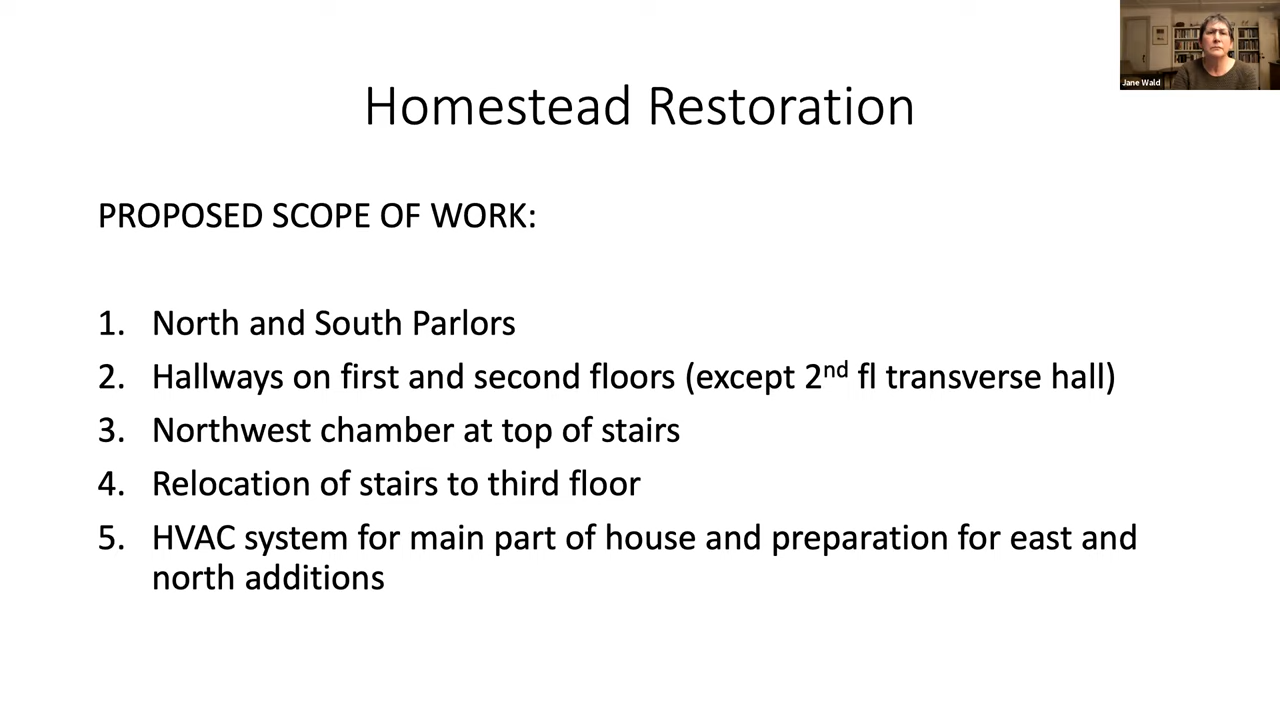 Jane Wald
Homestead Restoration
PROPOSED SCOPE OF WORK:
1. North and South Parlors
2. Hallways on first and second floors (except 2nd fl transverse hall)
3. Northwest chamber at top of stairs
4. Relocation of stairs to third floor
5. HVAC system for main part of house and preparation for east and
north additions